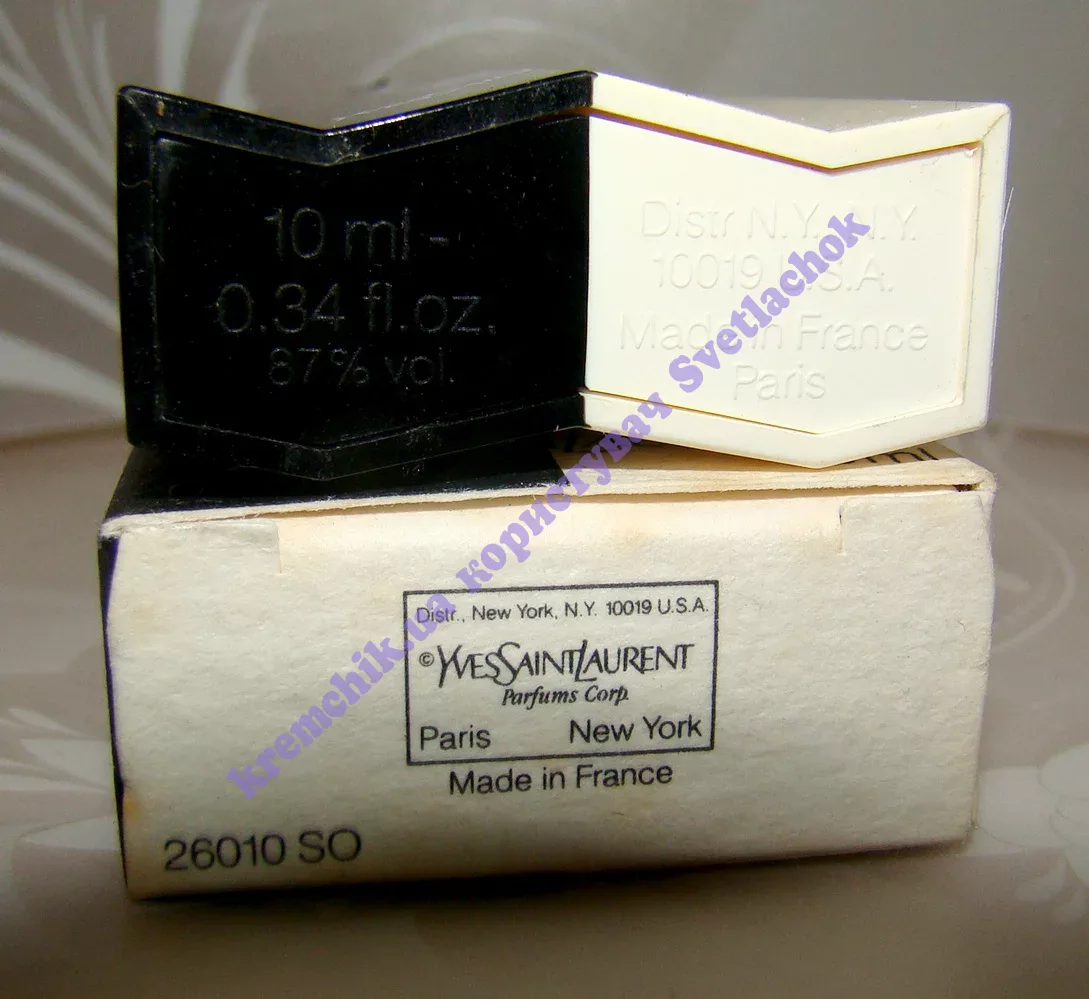 10 ml -
0.34 fl.oz.
87% vol.
Distr N.Y. N.Y.
10019 U.S.A.
Made in France
Paris
kremchik.ua користувач Svetlachok
Distr., New York, N.Y. 10019 U.S.A.
©YVESSAINTLAURENT
Parfums Corp.
Paris New York
Made in France
26010 SO